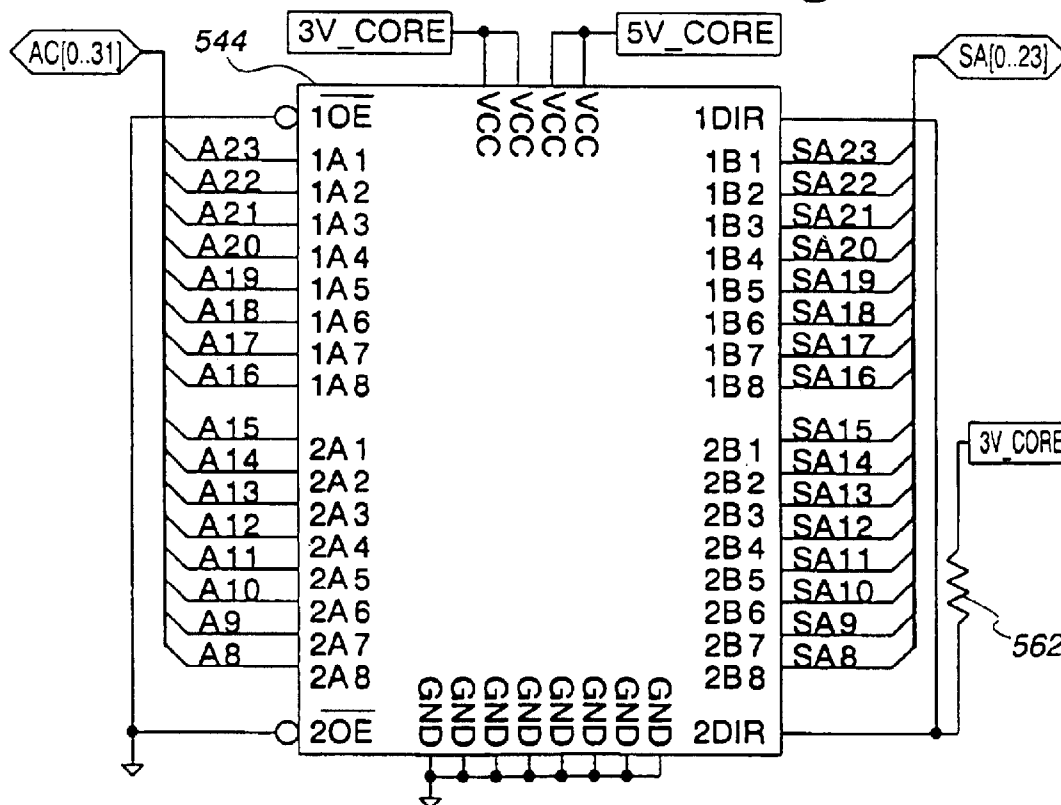 3V_CORE 5V_CORE
AC[0..31] 544 SA[0..23]
VCC VCC VCC VCC
1OE 1DIR
A23 1A1 1B1 SA23
A22 1A2 1B2 SA22
A21 1A3 1B3 SA21
A20 1A4 1B4 SA20
A19 1A5 1B5 SA19
A18 1A6 1B6 SA18
A17 1A7 1B7 SA17
A16 1A8 1B8 SA16
A15 2A1 2B1 SA15
A14 2A2 2B2 SA14
A13 2A3 2B3 SA13
A12 2A4 2B4 SA12
A11 2A5 2B5 SA11
A10 2A6 2B6 SA10
A9 2A7 2B7 SA9
A8 2A8 2B8 SA8
3V_CORE
562
GND GND GND GND GND GND GND GND
2OE 2DIR